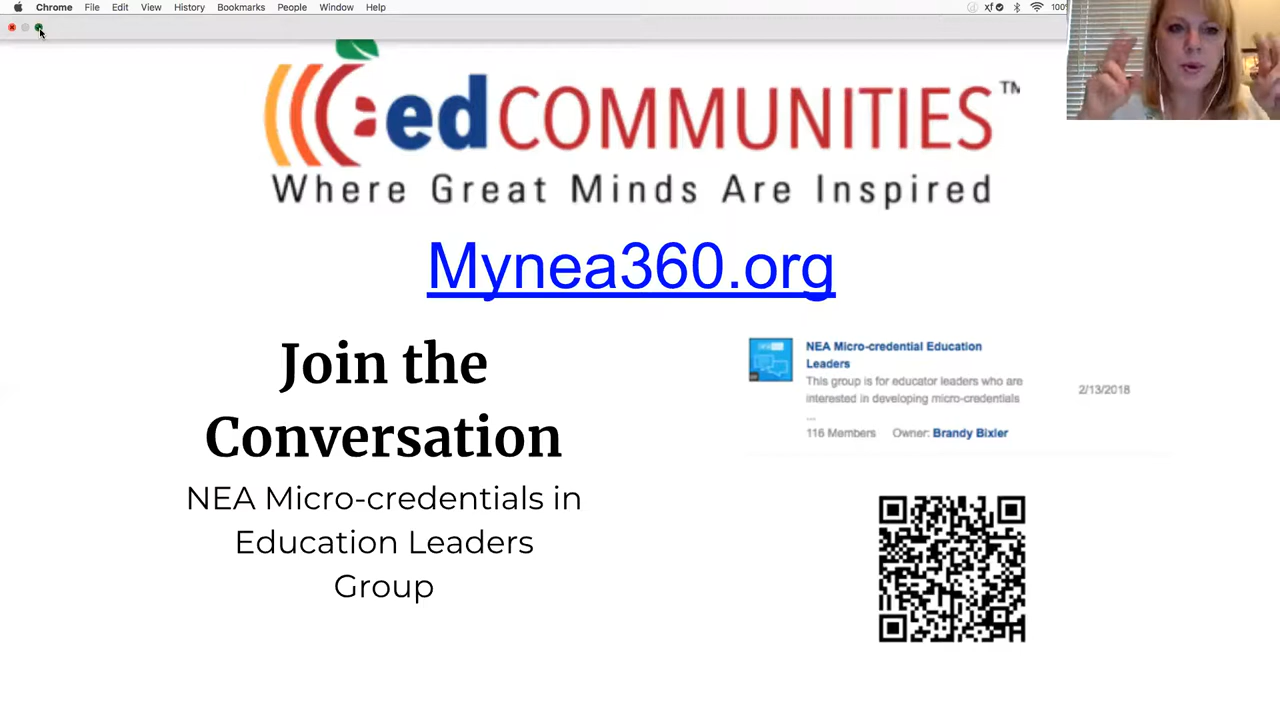 Chrome File Edit View History Bookmarks People Window Help
100%
edCOMMUNITIES™
Where Great Minds Are Inspired
Mynea360.org
Join the
Conversation
NEA Micro-credentials in
Education Leaders
Group
NEA Micro-credential Education
Leaders
This group is for educator leaders who are
interested in developing micro-credentials
...
116 Members Owner: Brandy Bixler
2/13/2018